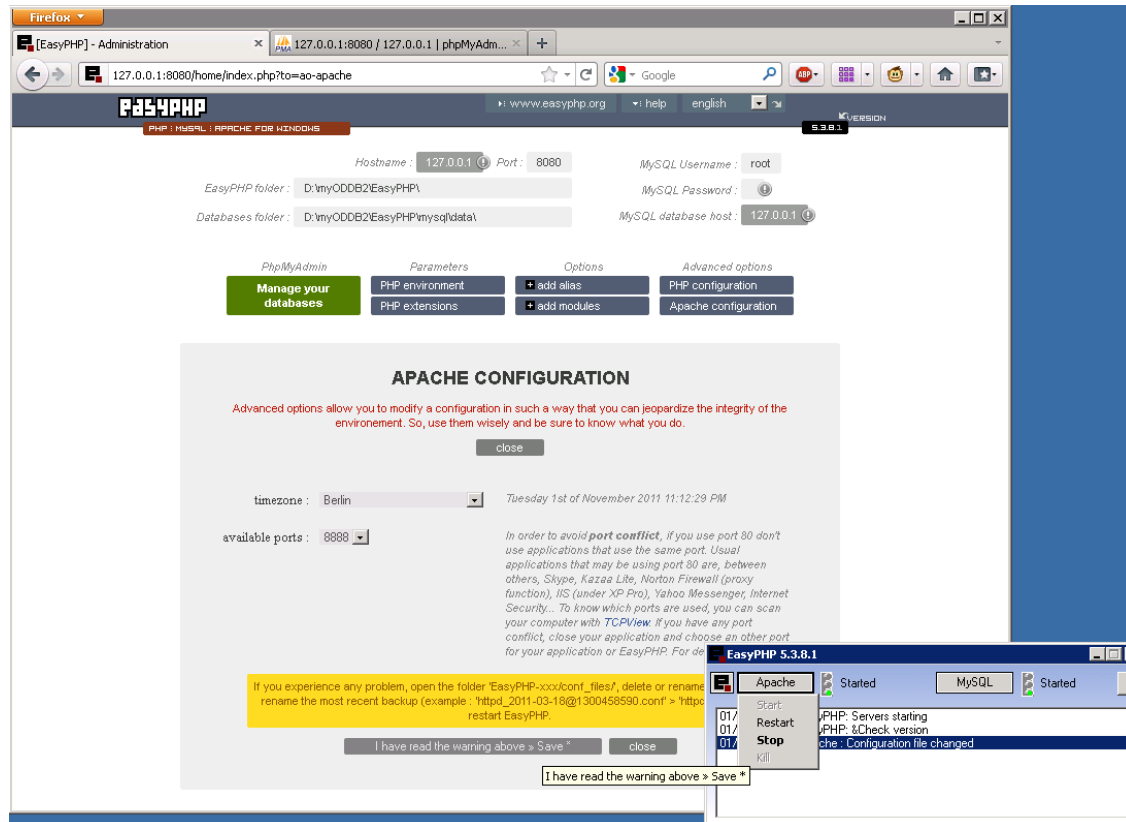 Firefox
[EasyPHP] - Administration
127.0.0.1:8080 / 127.0.0.1 | phpMyAdm...
127.0.0.1:8080/home/index.php?to=ao-apache
Google
ABP
EASYPHP
www.easyphp.org help english
VERSION
PHP : MYSQL : APACHE FOR WINDOWS
5.3.8.1
Hostname : 127.0.0.1 Port : 8080
MySQL Username : root
EasyPHP folder : D:\myODDB2\EasyPHP\
MySQL Password :
Databases folder : D:\myODDB2\EasyPHP\mysql\data\
MySQL database host : 127.0.0.1
PhpMyAdmin Parameters Options Advanced options
Manage your databases
PHP environment
add alias
PHP configuration
PHP extensions
add modules
Apache configuration
APACHE CONFIGURATION
Advanced options allow you to modify a configuration in such a way that you can jeopardize the integrity of the
environement. So, use them wisely and be sure to know what you do.
close
timezone : Berlin
Tuesday 1st of November 2011 11:12:29 PM
available ports : 8888
In order to avoid port conflict, if you use port 80 don't
use applications that use the same port. Usual
applications that may be using port 80 are, between
others, Skype, Kazaa Lite, Norton Firewall (proxy
function), IIS (under XP Pro), Yahoo Messenger, Internet
Security... To know which ports are used, you can scan
your computer with TCPView. if you have any port
conflict, close your application and choose an other port
for your application or EasyPHP. For de
If you experience any problem, open the folder 'EasyPHP-xxx/conf_files/', delete or rename
rename the most recent backup (example : 'httpd_2011-03-18@1300458590.conf' > 'httpd
restart EasyPHP.
I have read the warning above » Save *
close
I have read the warning above » Save *
EasyPHP 5.3.8.1
Apache Started MySQL Started
Start
Restart
Stop
Kill
01/ yPHP: Servers starting
01/ yPHP: &Check version
01/ che : Configuration file changed